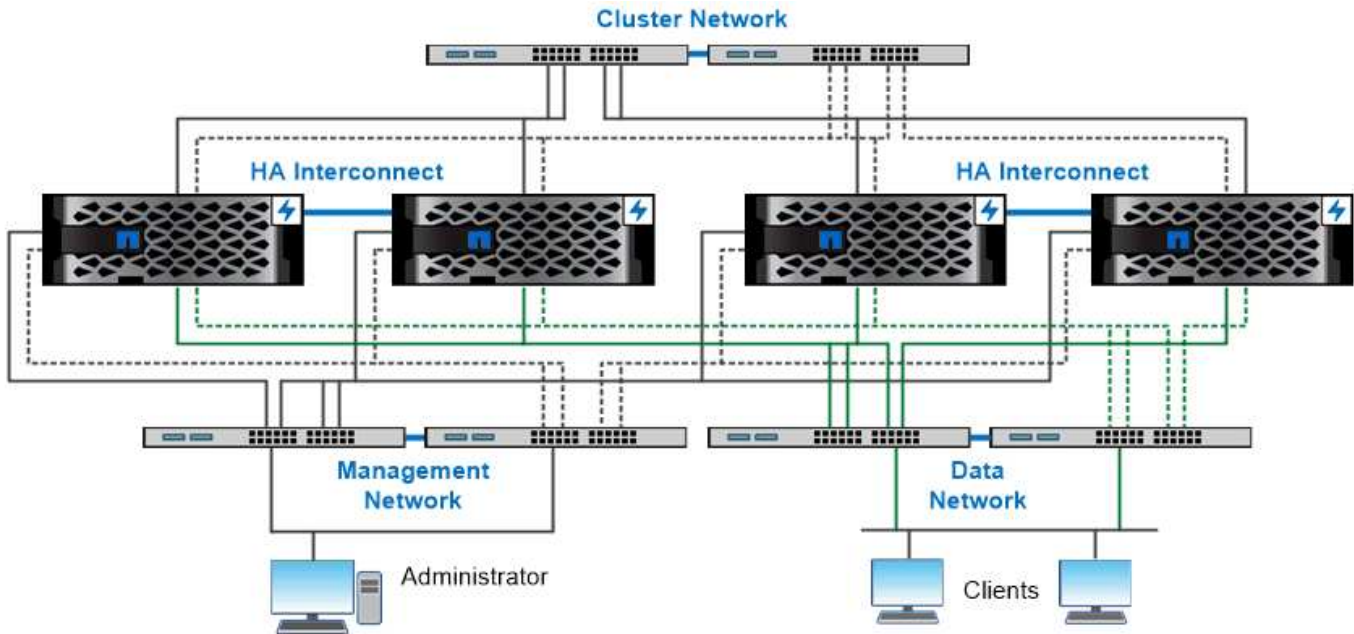 Cluster Network
HA Interconnect
HA Interconnect
Management
Network
Data
Network
Administrator
Clients